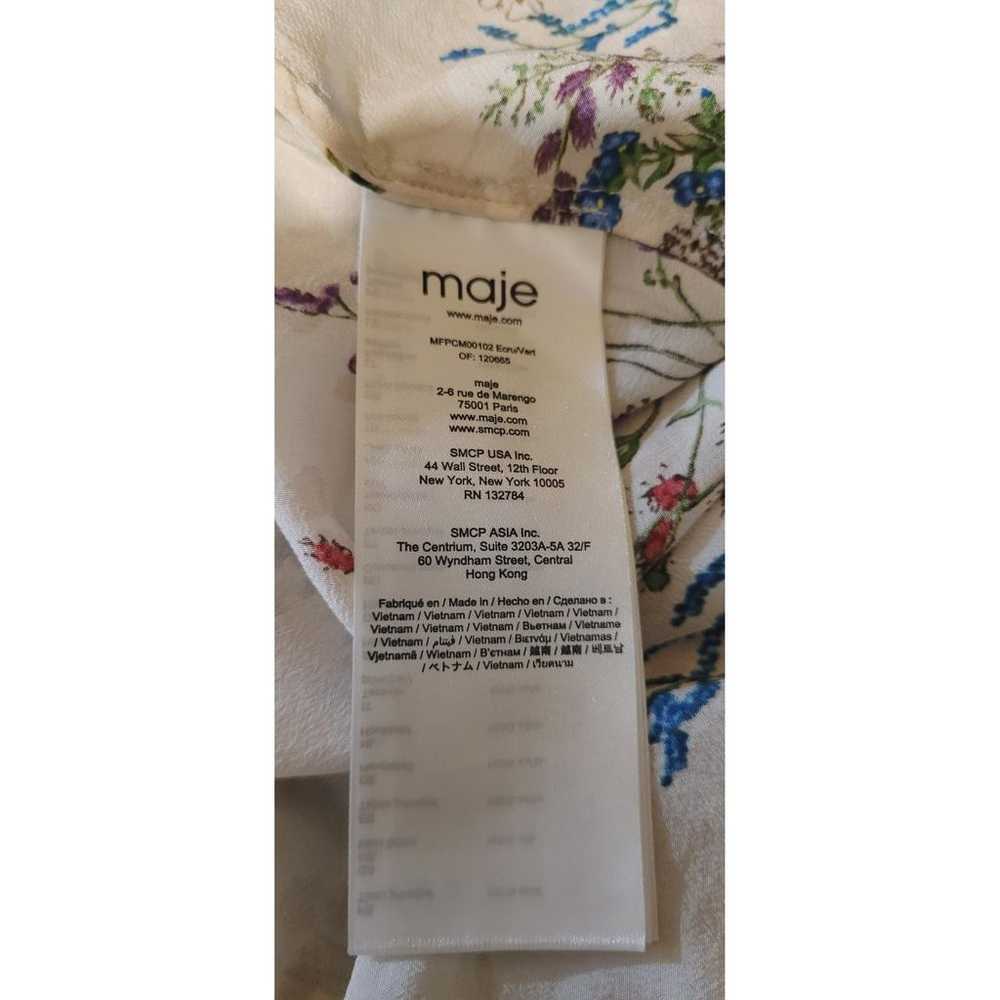 maje
www.maje.com
MFPCM00102 Ecru/Vert
OF: 120665
maje
2-6 rue de Marengo
75001 Paris
www.maje.com
www.smcp.com
SMCP USA Inc.
44 Wall Street, 12th Floor
New York, New York 10005
RN 132784
SMCP ASIA Inc.
The Centrium, Suite 3203A-5A 32/F
60 Wyndham Street, Central
Hong Kong
Fabriqué en / Made in / Hecho en / Сделано в :
Vietnam / Vietnam / Vietnam / Vietnam / Vietnam /
Vietnam / Vietnam / Vietnam / Вьетнам / Vietname
/ Vietnam / فيتنام / Vietnam / Βιετνάμ / Vietnamas /
Vjetnamā / Wietnam / В'єтнам / 越南 / 越南 / 베트남
/ ベトナム / Vietnam / เวียดนาม